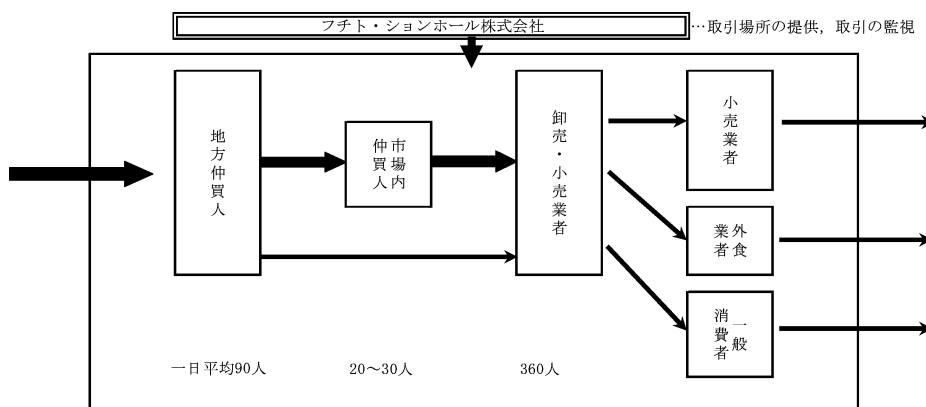 フチト・ションホール株式会社
…取引場所の提供，取引の監視
地方仲買人
市場内
仲買人
卸売・小売業者
小売業者
外食
業者
一般
消費者
一日平均90人
20～30人
360人